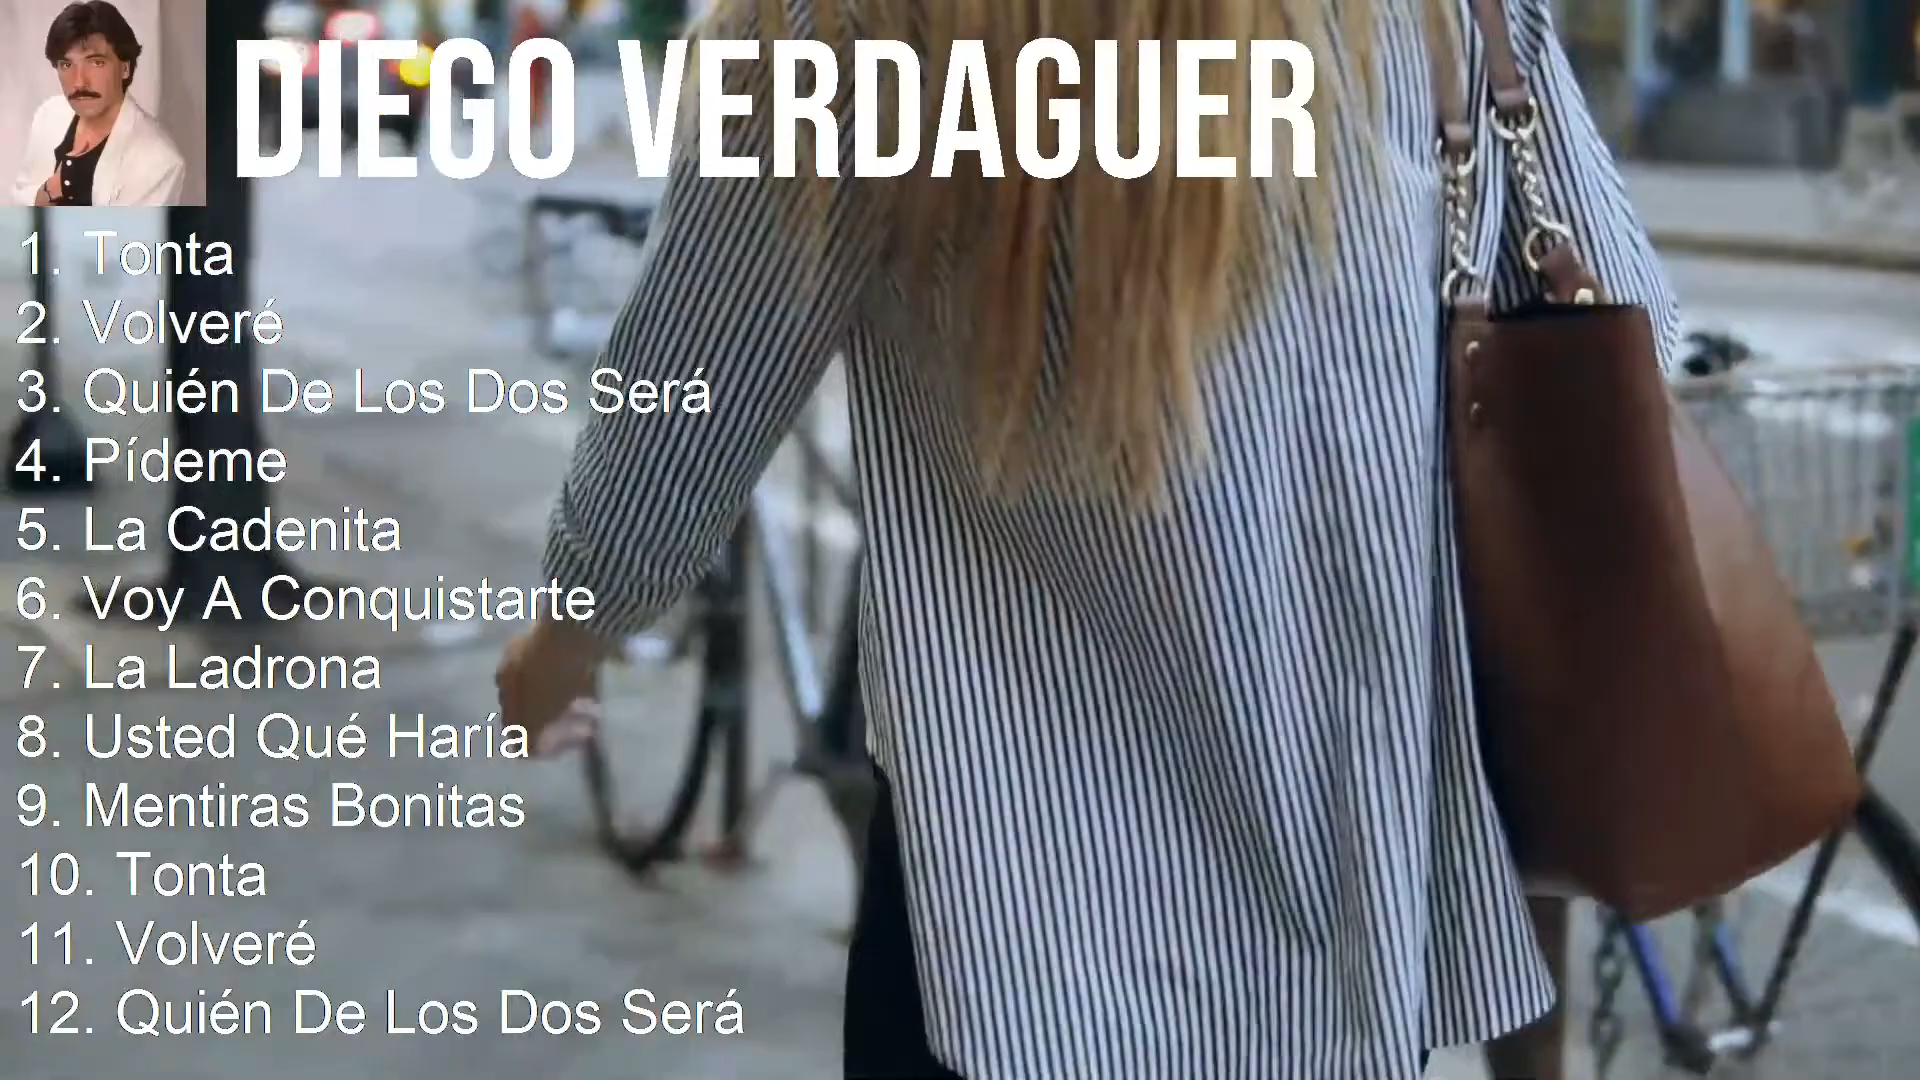 DIEGO VERDAGUER
1. Tonta
2. Volveré
3. Quién De Los Dos Será
4. Pídeme
5. La Cadenita
6. Voy A Conquistarte
7. La Ladrona
8. Usted Qué Haría
9. Mentiras Bonitas
10. Tonta
11. Volveré
12. Quién De Los Dos Será